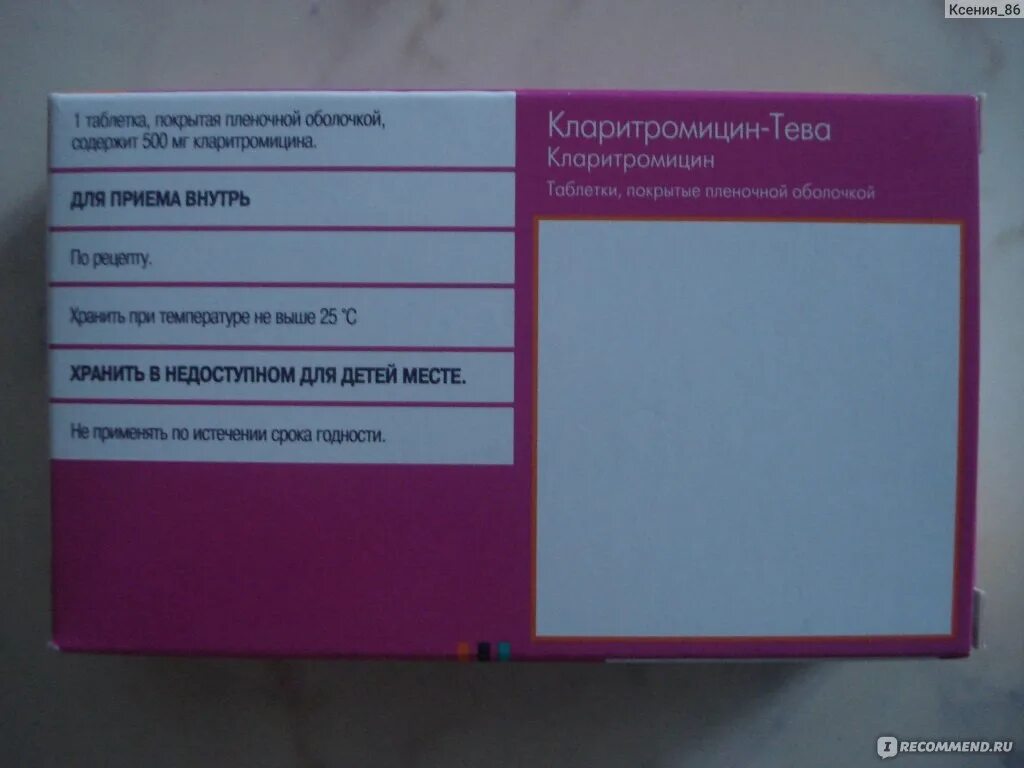 Ксения_86
1 таблетка, покрытая пленочной оболочкой,
содержит 500 мг кларитромицина.
ДЛЯ ПРИЕМА ВНУТРЬ
По рецепту.
Хранить при температуре не выше 25 °C
ХРАНИТЬ В НЕДОСТУПНОМ ДЛЯ ДЕТЕЙ МЕСТЕ.
Не применять по истечении срока годности.
Кларитромицин-Тева
Кларитромицин
Таблетки, покрытые пленочной оболочкой
IRECOMMEND.RU